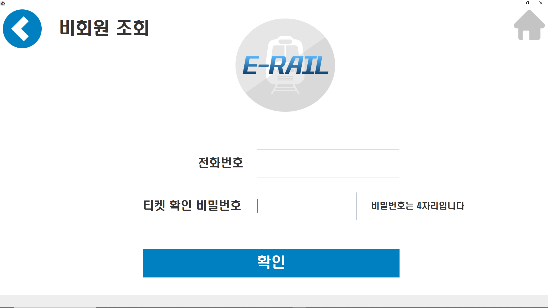 비회원 조회
E-RAIL
전화번호
티켓 확인 비밀번호
비밀번호는 4자리입니다
확인